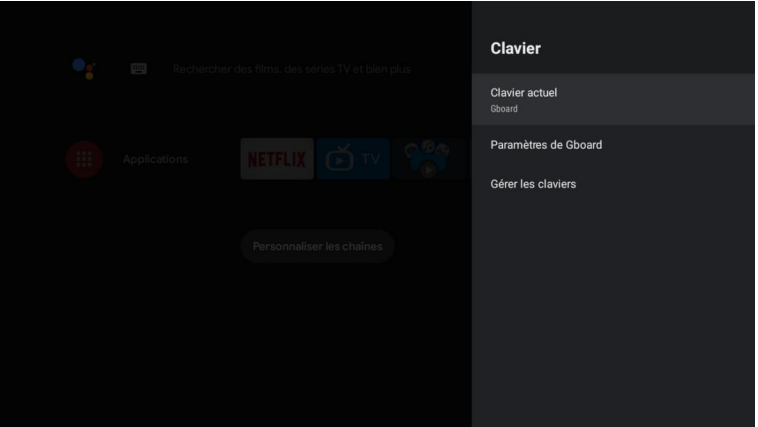 Clavier
Rechercher des films, des séries TV et bien plus
Clavier actuel
Gboard
Paramètres de Gboard
Applications
NETFLIX
TV
Gérer les claviers
Personnaliser les chaînes